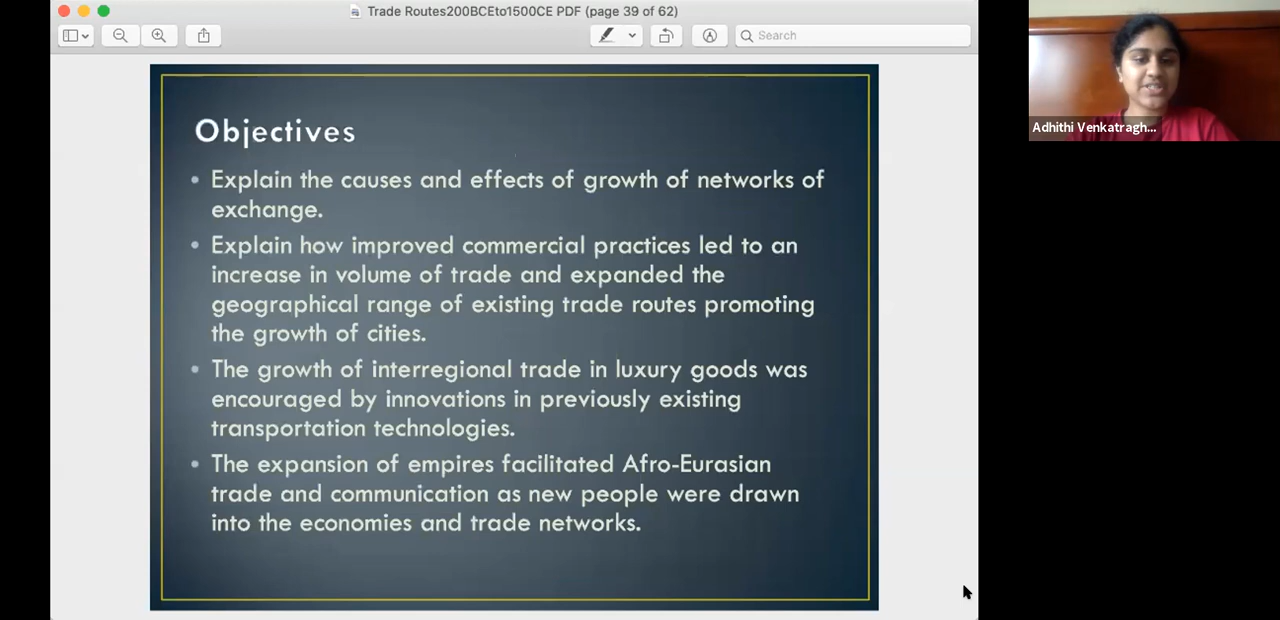 Trade Routes200BCEto1500CE PDF (page 39 of 62)
Search
Objectives
• Explain the causes and effects of growth of networks of
exchange.
• Explain how improved commercial practices led to an
increase in volume of trade and expanded the
geographical range of existing trade routes promoting
the growth of cities.
• The growth of interregional trade in luxury goods was
encouraged by innovations in previously existing
transportation technologies.
• The expansion of empires facilitated Afro-Eurasian
trade and communication as new people were drawn
into the economies and trade networks.
Adhithi Venkatragh...